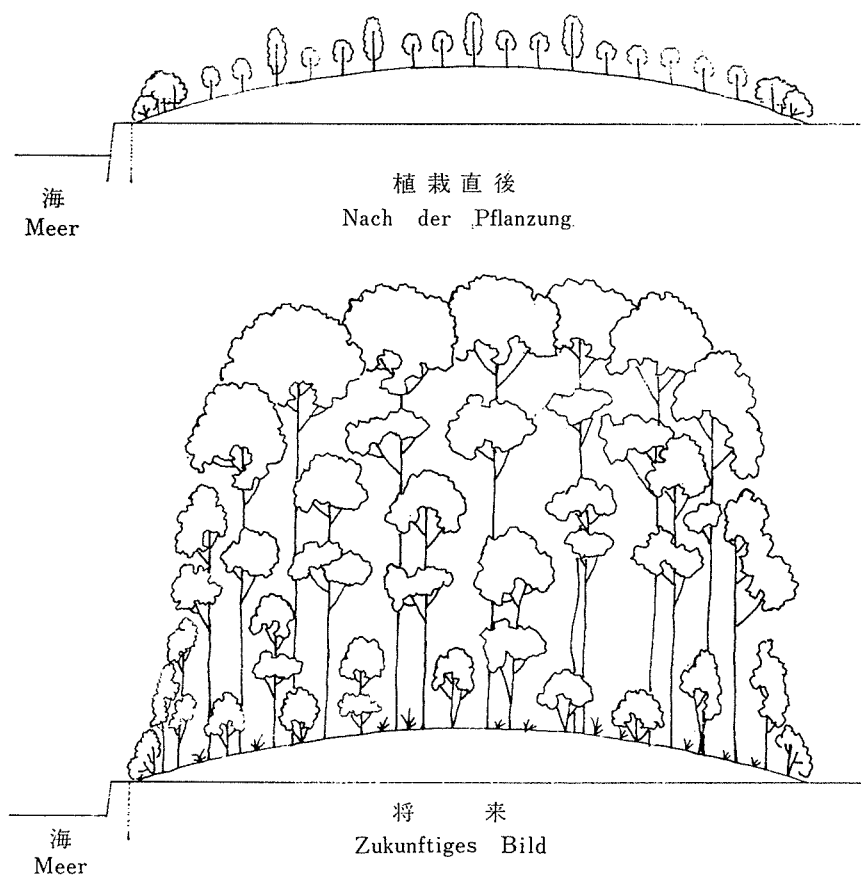 植栽直後
Nach der Pflanzung
海
Meer
将来
Zukunftiges Bild
海
Meer